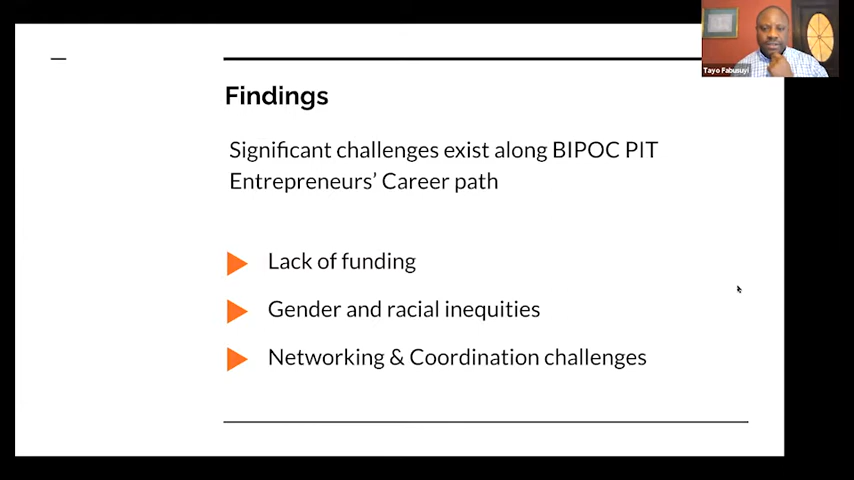 Tayo Fabusuyi
Findings
Significant challenges exist along BIPOC PIT
Entrepreneurs’ Career path
Lack of funding
Gender and racial inequities
Networking & Coordination challenges